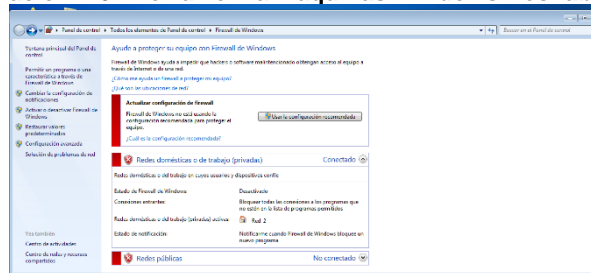 Panel de control ▸ Todos los elementos de Panel de control ▸ Firewall de Windows
Buscar en el Panel de control
Ventana principal del Panel de
control
Permitir un programa o una
característica a través de
Firewall de Windows
Cambiar la configuración de
notificaciones
Activar o desactivar Firewall de
Windows
Restaurar valores
predeterminados
Configuración avanzada
Solución de problemas de red
Vea también
Centro de actividades
Centro de redes y recursos
compartidos
Ayude a proteger su equipo con Firewall de Windows
Firewall de Windows ayuda a impedir que hackers o software malintencionado obtengan acceso al equipo a
través de Internet o de una red.
¿Cómo me ayuda un firewall a proteger mi equipo?
¿Qué son las ubicaciones de red?
Actualizar configuración de firewall
Firewall de Windows no está usando la
configuración recomendada para proteger el
equipo.
¿Cuál es la configuración recomendada?
Usar la configuración recomendada
Redes domésticas o de trabajo (privadas) Conectado
Redes domésticas o del trabajo en cuyos usuarios y dispositivos confía
Estado de Firewall de Windows: Desactivado
Conexiones entrantes: Bloquear todas las conexiones a los programas que
no estén en la lista de programas permitidos
Redes domésticas o del trabajo (privadas) activas: Red 2
Estado de notificación: Notificarme cuando Firewall de Windows bloquee un
nuevo programa
Redes públicas No conectado